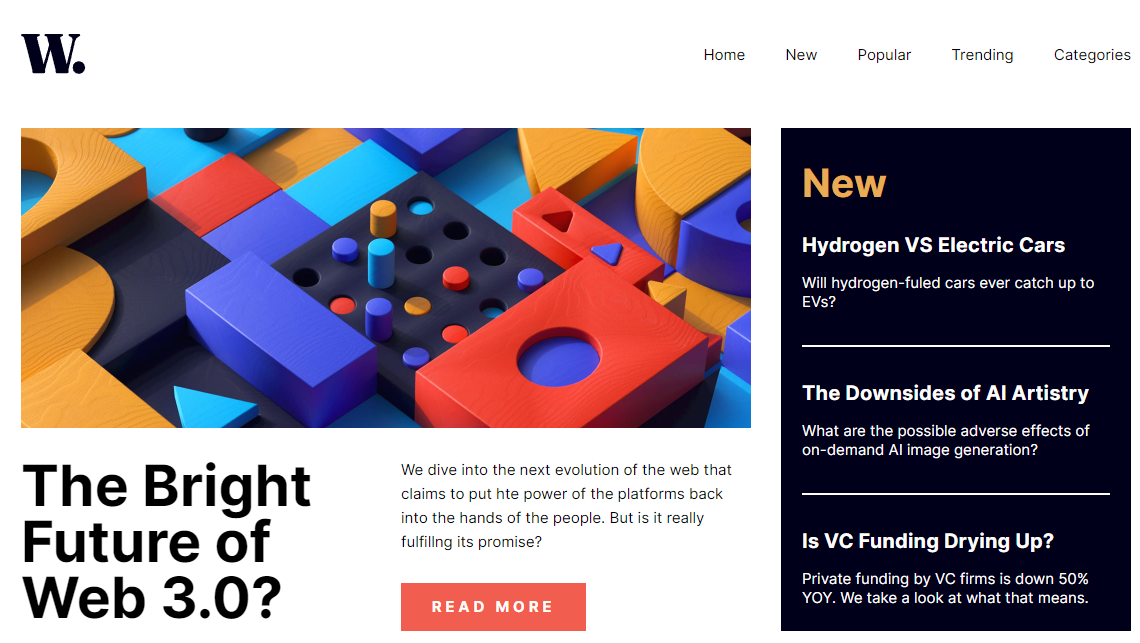 W.
Home New Popular Trending Categories
The Bright
Future of
Web 3.0?
We dive into the next evolution of the web that
claims to put hte power of the platforms back
into the hands of the people. But is it really
fulfillng its promise?
READ MORE
New
Hydrogen VS Electric Cars
Will hydrogen-fuled cars ever catch up to
EVs?
The Downsides of AI Artistry
What are the possible adverse effects of
on-demand AI image generation?
Is VC Funding Drying Up?
Private funding by VC firms is down 50%
YOY. We take a look at what that means.